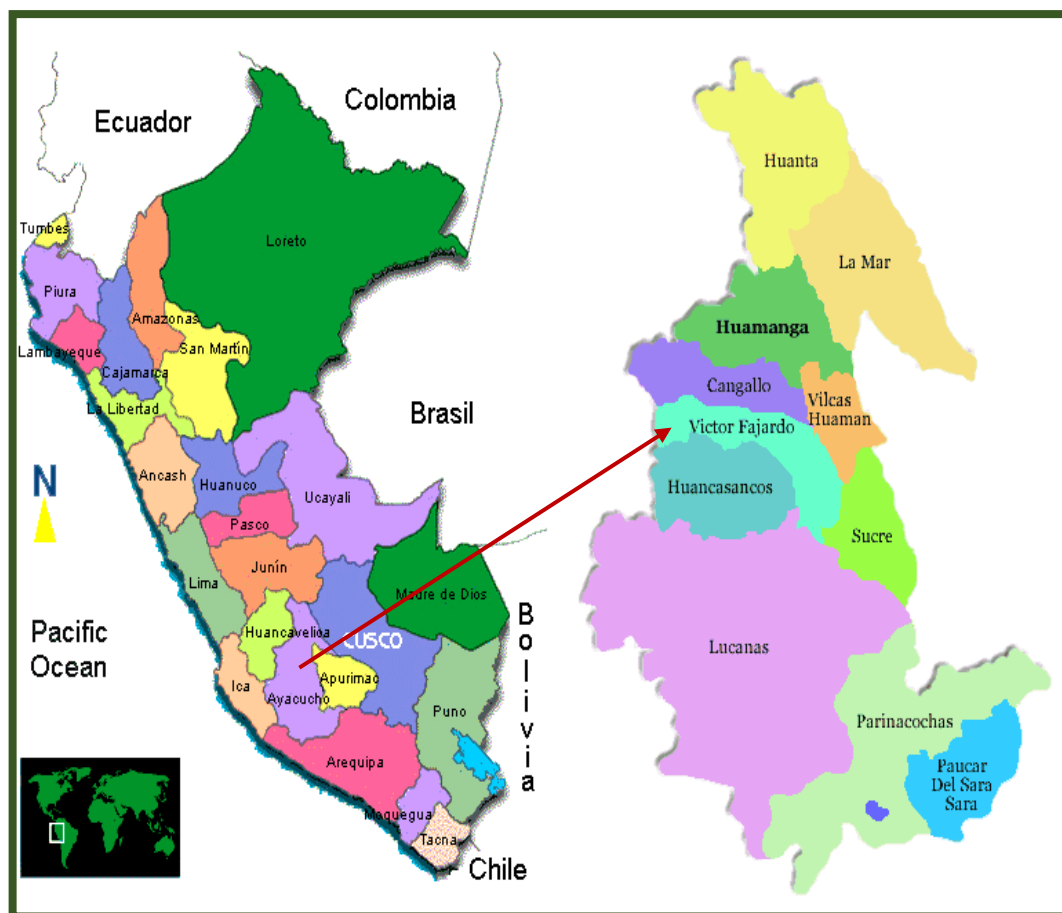 Colombia
Ecuador
Tumbes
Loreto
Piura
Amazonas
San Martín
Lambayeque
Cajamarca
La Libertad
Brasil
Ancash
Huanuco
Ucayali
N
Pasco
Junín
Lima
Madre de Dios
Pacific
Ocean
Huancavelica
CUSCO
Bolivia
Ica
Ayacucho
Apurimac
Puno
Arequipa
Moquegua
Tacna
Chile
Huanta
La Mar
Huamanga
Cangallo
Vilcas
Huaman
Victor Fajardo
Huancasancos
Sucre
Lucanas
Parinacochas
Paucar
Del Sara
Sara